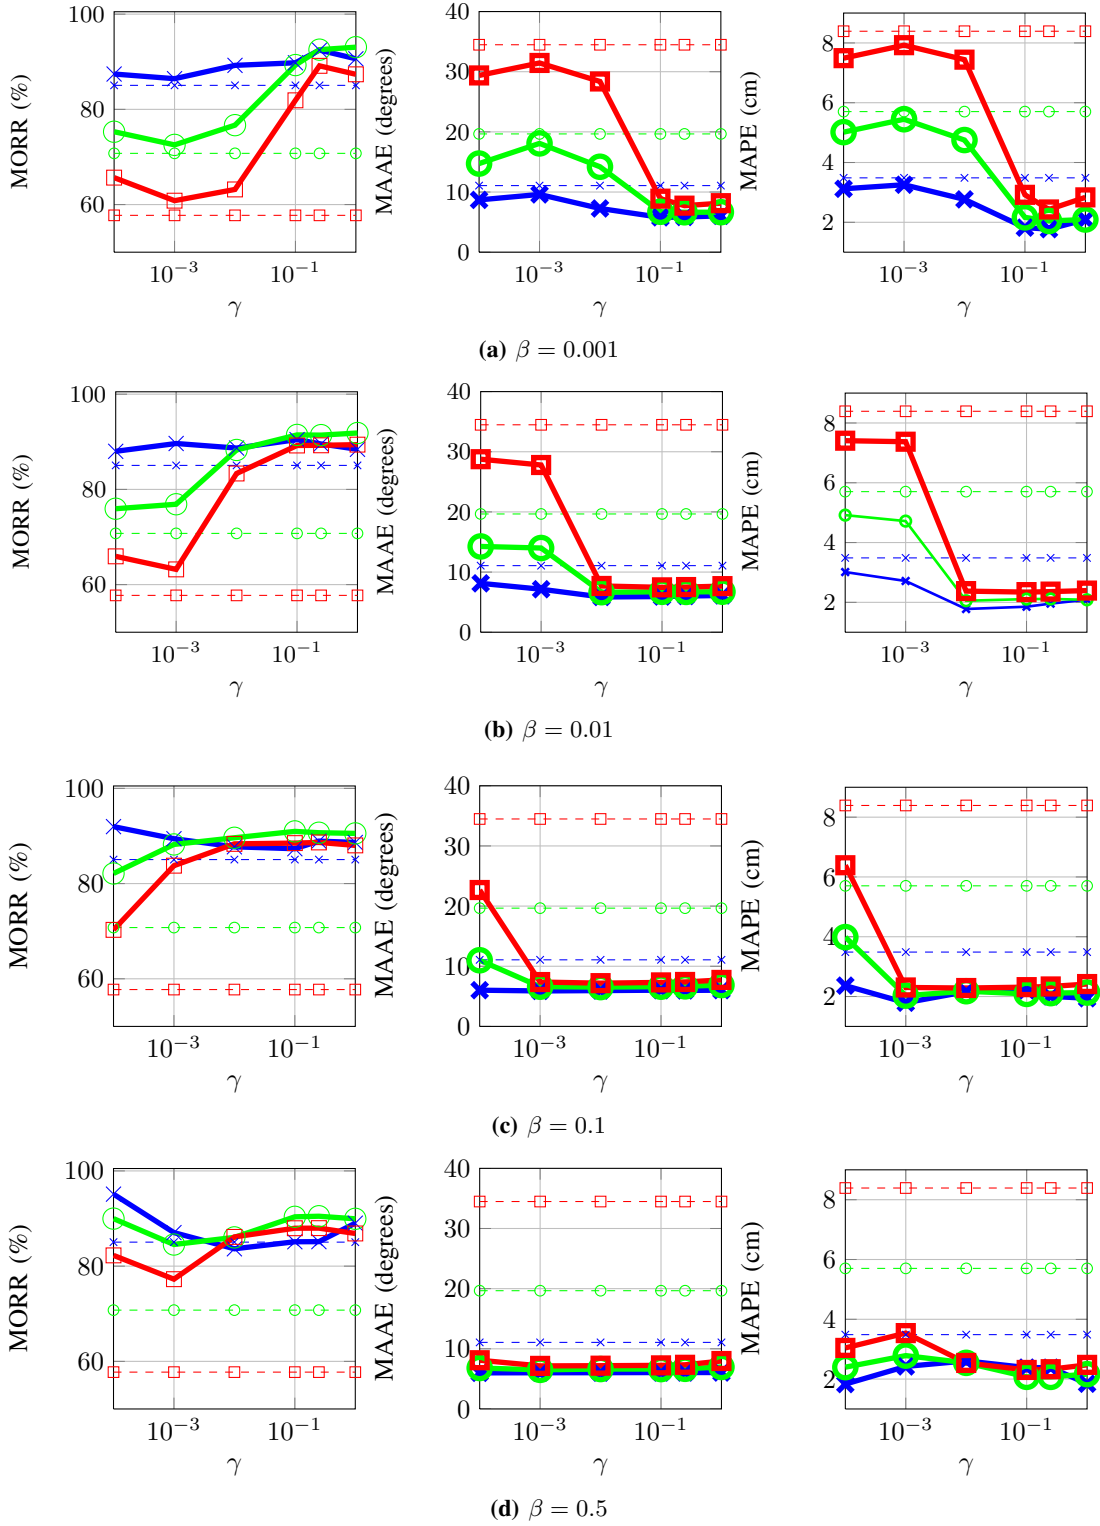 MORR (%)
100
80
60
10⁻³
10⁻¹
γ
MAAE (degrees)
40
30
20
10
0
10⁻³
10⁻¹
γ
MAPE (cm)
8
6
4
2
10⁻³
10⁻¹
γ
(a) β = 0.001
MORR (%)
100
80
60
10⁻³
10⁻¹
γ
MAAE (degrees)
40
30
20
10
0
10⁻³
10⁻¹
γ
MAPE (cm)
8
6
4
2
10⁻³
10⁻¹
γ
(b) β = 0.01
MORR (%)
100
80
60
10⁻³
10⁻¹
γ
MAAE (degrees)
40
30
20
10
0
10⁻³
10⁻¹
γ
MAPE (cm)
8
6
4
2
10⁻³
10⁻¹
γ
(c) β = 0.1
MORR (%)
100
80
60
10⁻³
10⁻¹
γ
MAAE (degrees)
40
30
20
10
0
10⁻³
10⁻¹
γ
MAPE (cm)
8
6
4
2
10⁻³
10⁻¹
γ
(d) β = 0.5